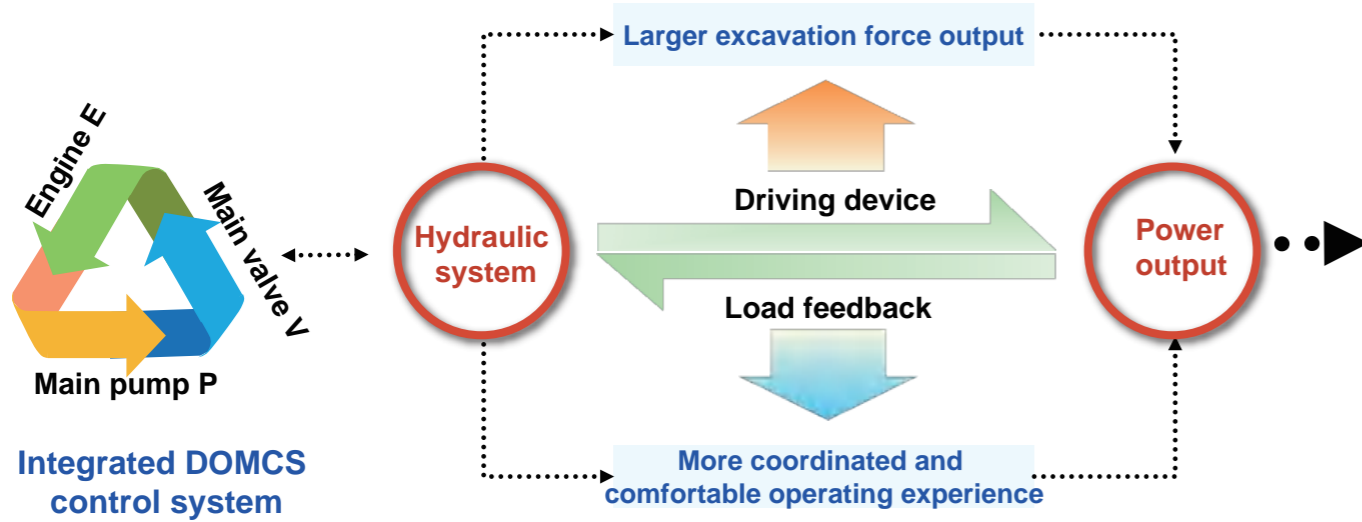 Larger excavation force output
Engine E
Main valve V
Main pump P
Integrated DOMCS
control system
Hydraulic
system
Driving device
Load feedback
Power
output
More coordinated and
comfortable operating experience